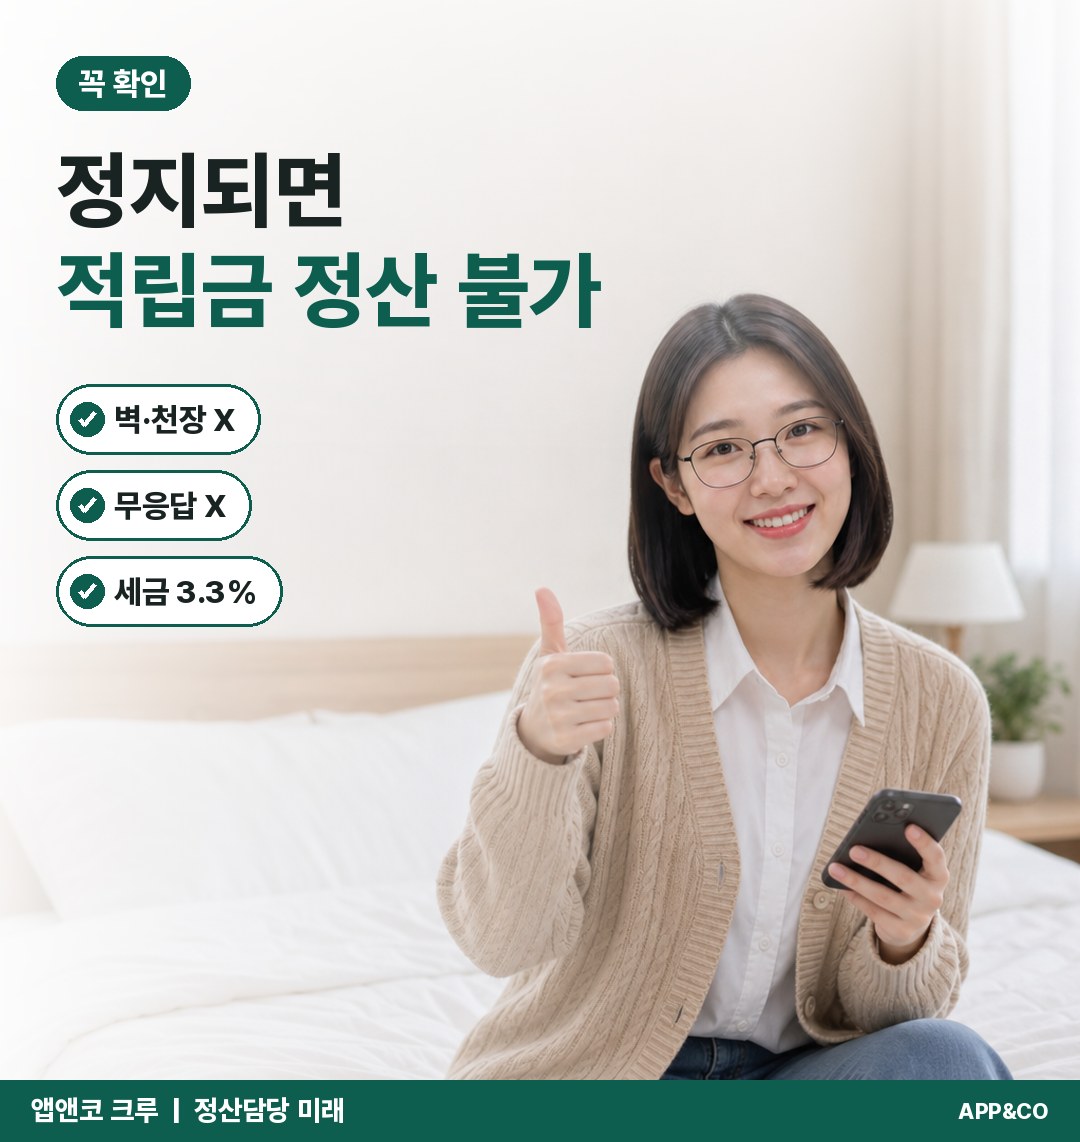 꼭 확인
정지되면
적립금 정산 불가
벽·천장 X
무응답 X
세금 3.3%
앱앤코 크루 | 정산담당 미래
APP&CO